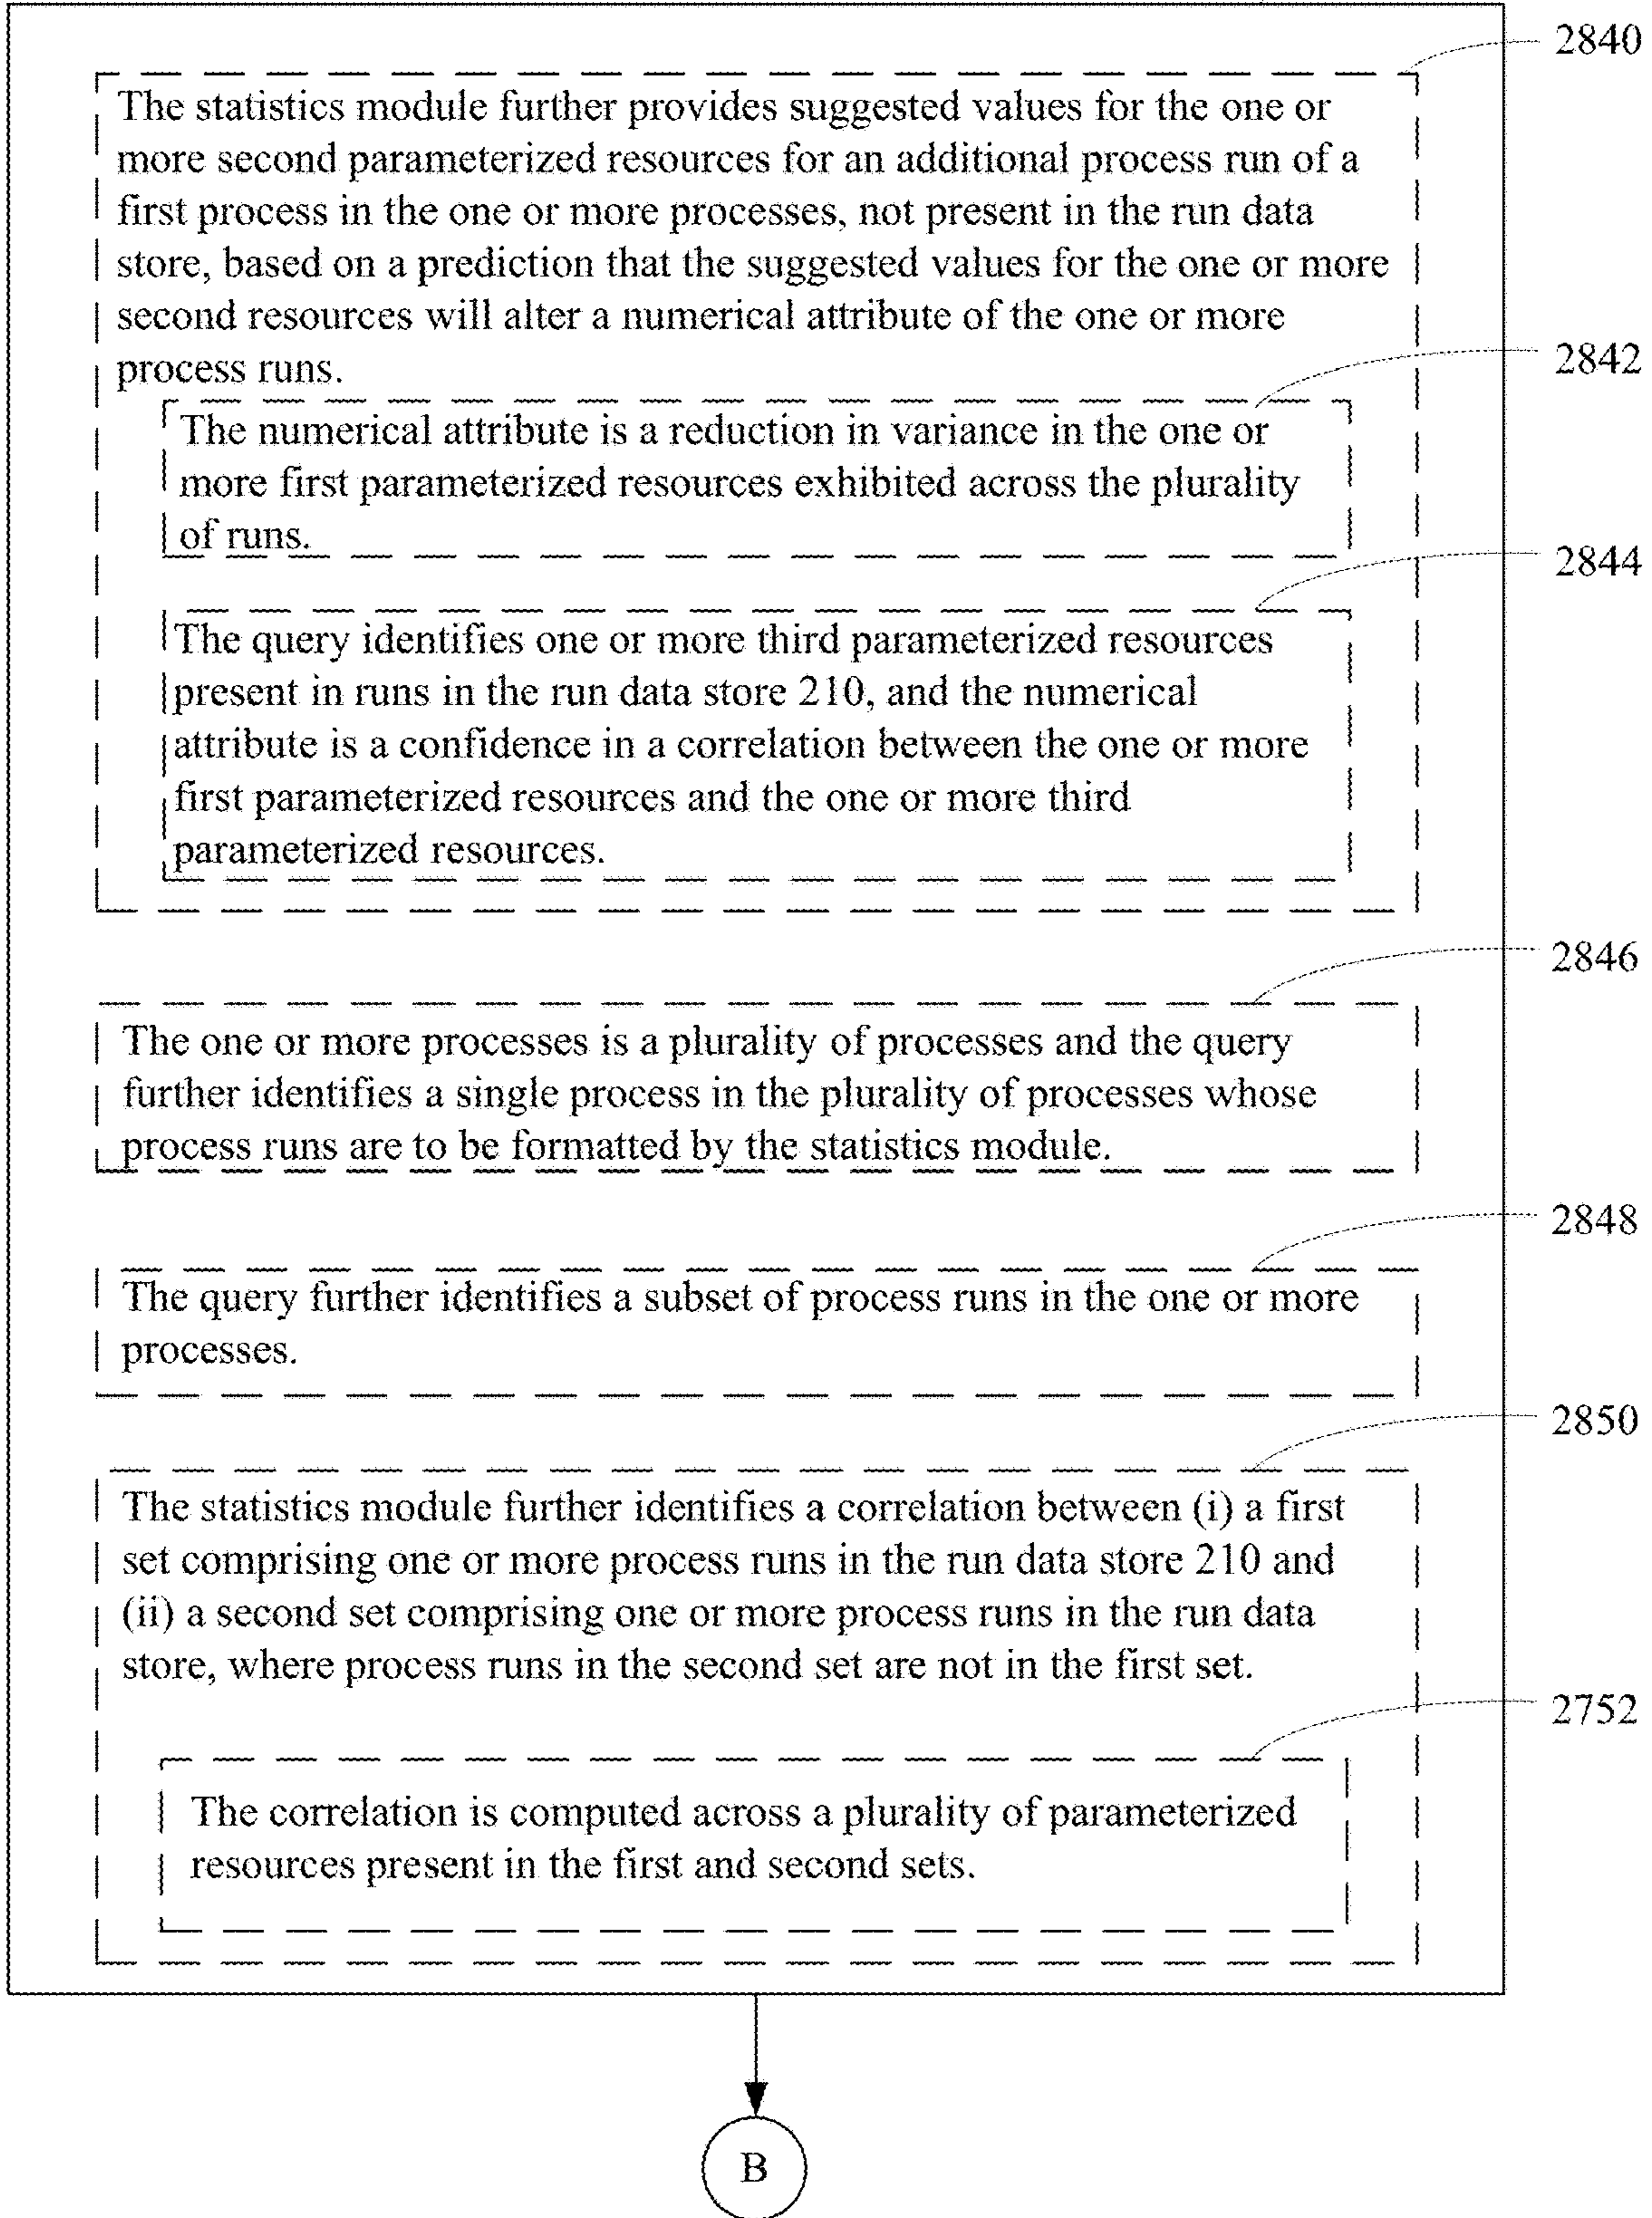 2840
The statistics module further provides suggested values for the one or
more second parameterized resources for an additional process run of a
first process in the one or more processes, not present in the run data
store, based on a prediction that the suggested values for the one or more
second resources will alter a numerical attribute of the one or more
process runs.
2842
The numerical attribute is a reduction in variance in the one or
more first parameterized resources exhibited across the plurality
of runs.
2844
The query identifies one or more third parameterized resources
present in runs in the run data store 210, and the numerical
attribute is a confidence in a correlation between the one or more
first parameterized resources and the one or more third
parameterized resources.
2846
The one or more processes is a plurality of processes and the query
further identifies a single process in the plurality of processes whose
process runs are to be formatted by the statistics module.
2848
The query further identifies a subset of process runs in the one or more
processes.
2850
The statistics module further identifies a correlation between (i) a first
set comprising one or more process runs in the run data store 210 and
(ii) a second set comprising one or more process runs in the run data
store, where process runs in the second set are not in the first set.
2752
The correlation is computed across a plurality of parameterized
resources present in the first and second sets.
B